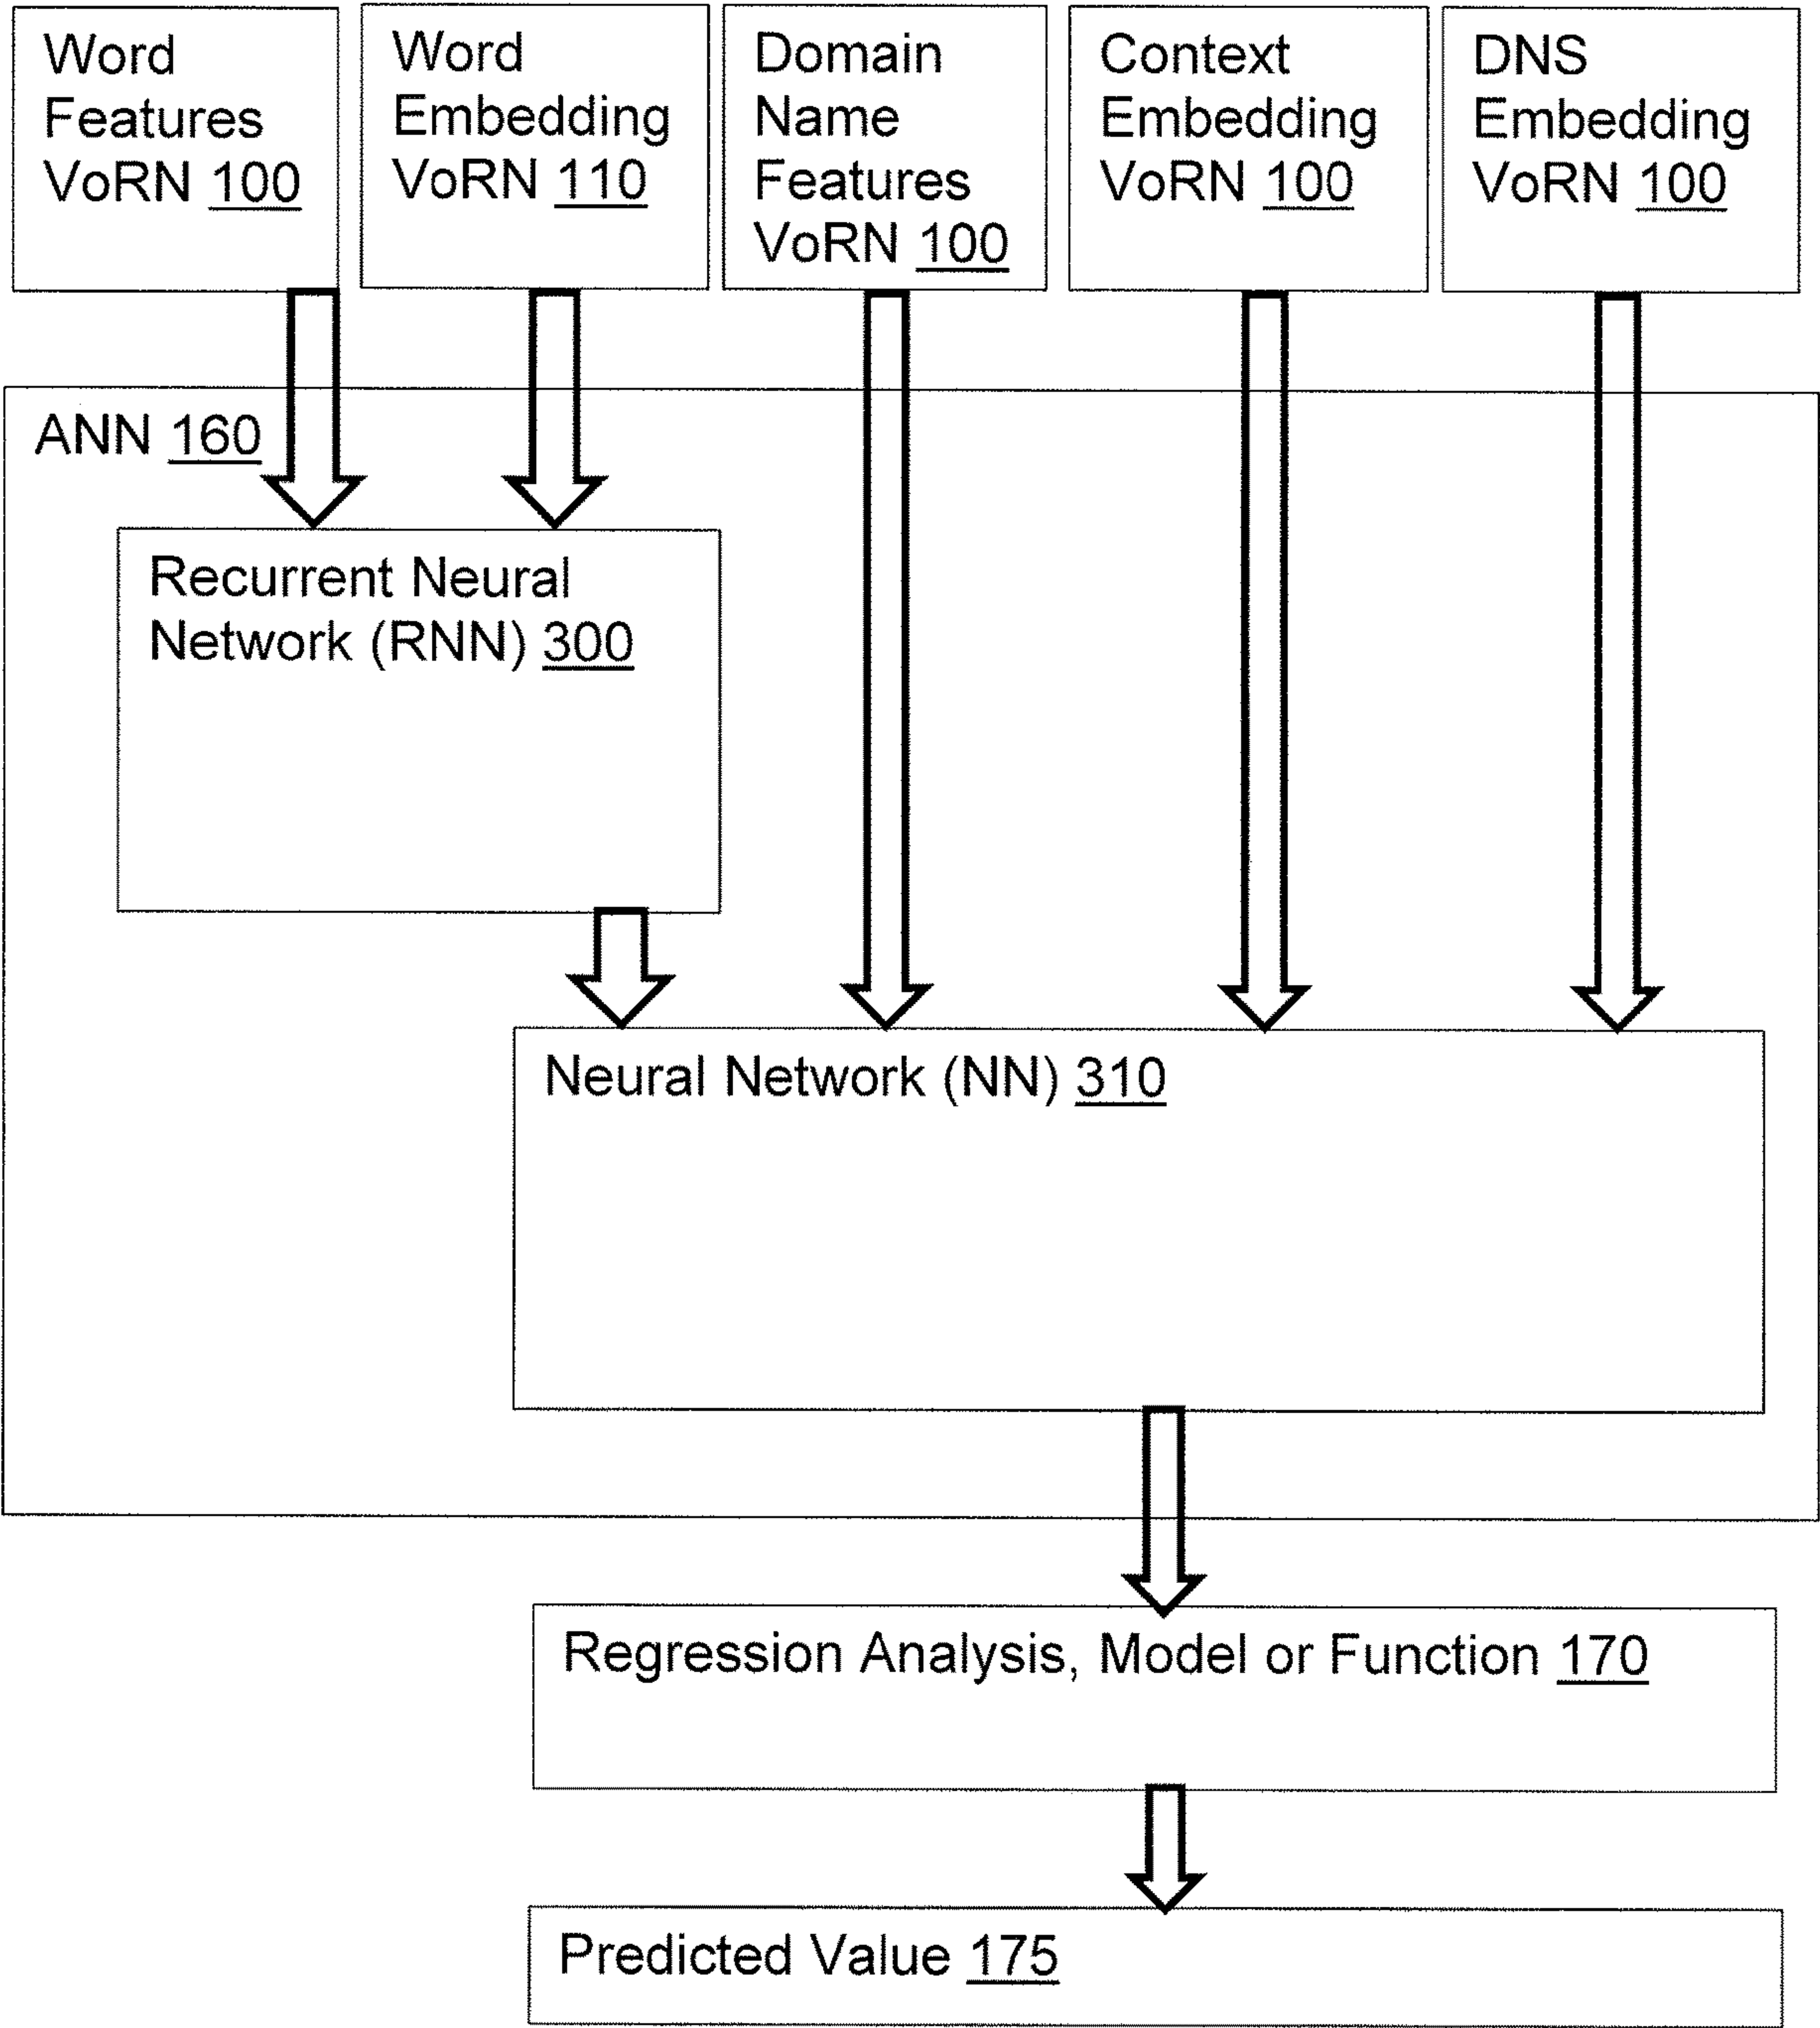 Word
Features
VoRN 100
Word
Embedding
VoRN 110
Domain
Name
Features
VoRN 100
Context
Embedding
VoRN 100
DNS
Embedding
VoRN 100
ANN 160
Recurrent Neural
Network (RNN) 300
Neural Network (NN) 310
Regression Analysis, Model or Function 170
Predicted Value 175